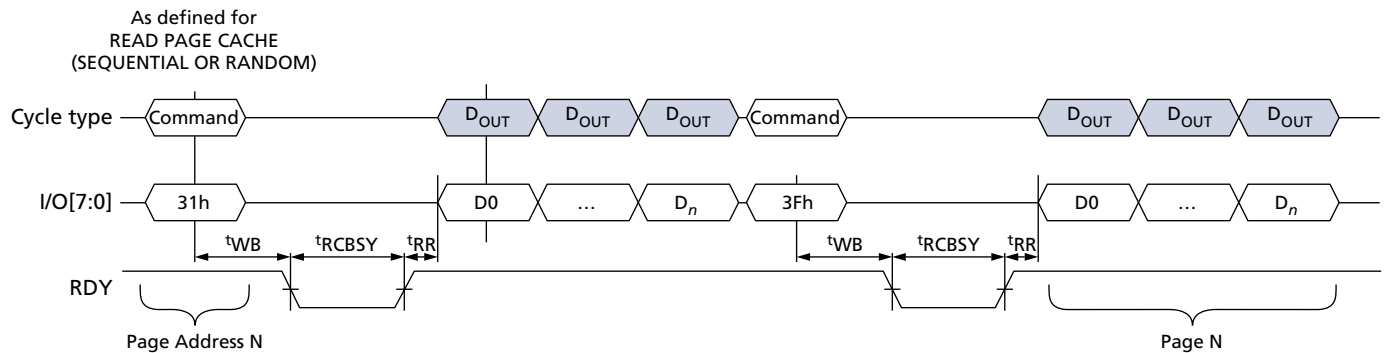 As defined for
READ PAGE CACHE
(SEQUENTIAL OR RANDOM)
Cycle type Command DOUT DOUT DOUT Command DOUT DOUT DOUT
I/O[7:0] 31h D0 … Dn 3Fh D0 … Dn
tWB tRCBSY tRR tWB tRCBSY tRR
RDY
Page Address N Page N